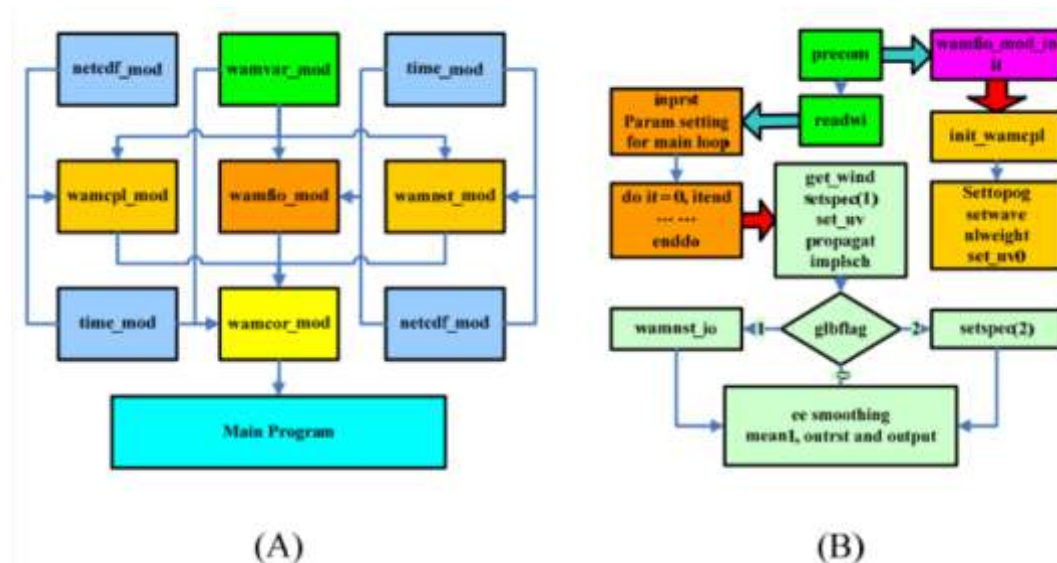 netcdf_mod
wamvar_mod
time_mod
wamcpl_mod
wamfio_mod
wamnst_mod
time_mod
wamcor_mod
netcdf_mod
Main Program
(A)
precom
wamfio_mod_in
it
inprst
Param setting
for main loop
readwi
init_wamcpl
do it = 0, itend
... ...
enddo
get_wind
setspec(1)
set_uv
propagat
implsch
Settopog
setwave
nlweight
set_uv0
wamnst_io
1
glbflag
2
setspec(2)
0
ee smoothing
mean1, outrst and output
(B)